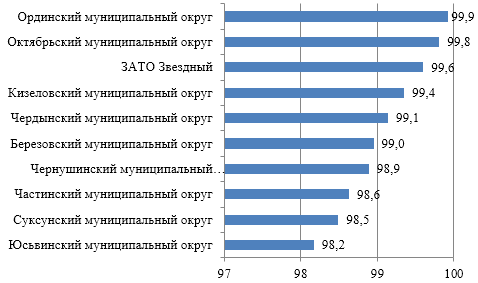 Ординский муниципальный округ 99,9
Октябрьский муниципальный округ 99,8
ЗАТО Звездный 99,6
Кизеловский муниципальный округ 99,4
Чердынский муниципальный округ 99,1
Березовский муниципальный округ 99,0
Чернушинский муниципальный… 98,9
Частинский муниципальный округ 98,6
Суксунский муниципальный округ 98,5
Юсьвинский муниципальный округ 98,2
97 98 99 100